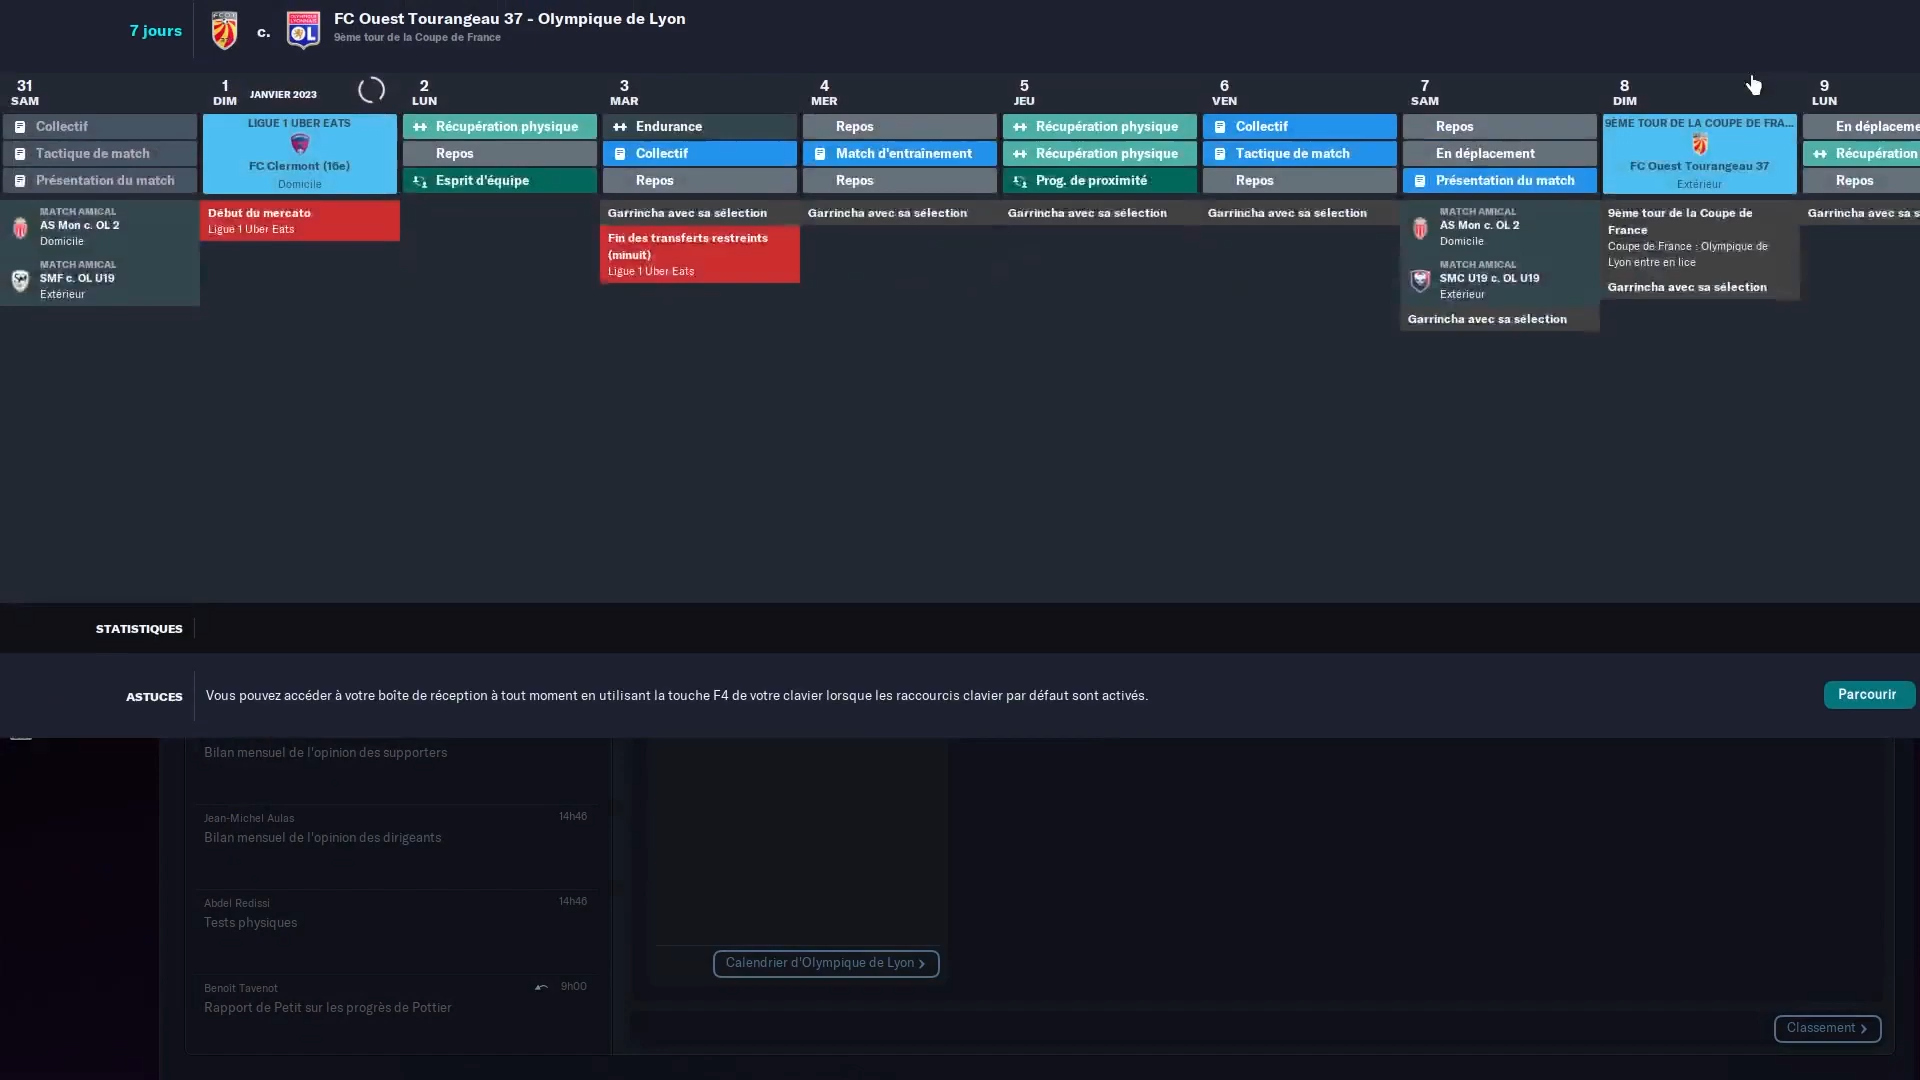 7 jours
c.
FC Ouest Tourangeau 37 - Olympique de Lyon
9ème tour de la Coupe de France
31
SAM
1
DIM
JANVIER 2023
2
LUN
3
MAR
4
MER
5
JEU
6
VEN
7
SAM
8
DIM
9
LUN
Collectif
Tactique de match
Présentation du match
LIGUE 1 UBER EATS
FC Clermont (16e)
Domicile
Récupération physique
Repos
Esprit d'équipe
Endurance
Collectif
Repos
Repos
Match d'entraînement
Repos
Récupération physique
Récupération physique
Prog. de proximité
Collectif
Tactique de match
Repos
Repos
En déplacement
Présentation du match
9ÈME TOUR DE LA COUPE DE FRA...
FC Ouest Tourangeau 37
Extérieur
En déplaceme
Récupération
Repos
MATCH AMICAL
AS Mon c. OL 2
Domicile
MATCH AMICAL
SMF c. OL U19
Extérieur
Début du mercato
Ligue 1 Uber Eats
Garrincha avec sa sélection
Fin des transferts restreints
(minuit)
Ligue 1 Uber Eats
Garrincha avec sa sélection
Garrincha avec sa sélection
Garrincha avec sa sélection
MATCH AMICAL
AS Mon c. OL 2
Domicile
MATCH AMICAL
SMC U19 c. OL U19
Extérieur
Garrincha avec sa sélection
9ème tour de la Coupe de
France
Coupe de France : Olympique de
Lyon entre en lice
Garrincha avec sa sélection
Garrincha avec sa s
STATISTIQUES
ASTUCES
Vous pouvez accéder à votre boîte de réception à tout moment en utilisant la touche F4 de votre clavier lorsque les raccourcis clavier par défaut sont activés.
Parcourir
Bilan mensuel de l'opinion des supporters
Jean-Michel Aulas
14h46
Bilan mensuel de l'opinion des dirigeants
Abdel Redissi
14h46
Tests physiques
Benoît Tavenot
9h00
Rapport de Petit sur les progrès de Pottier
Calendrier d'Olympique de Lyon
Classement